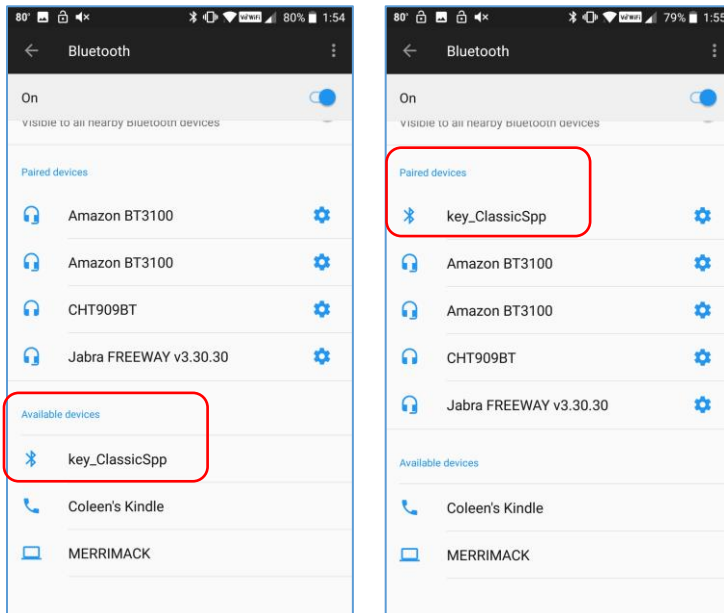 80° 80% 1:54
Bluetooth
On
Visible to all nearby Bluetooth devices
Paired devices
Amazon BT3100
Amazon BT3100
CHT909BT
Jabra FREEWAY v3.30.30
Available devices
key_ClassicSpp
Coleen's Kindle
MERRIMACK
80° 79% 1:55
Bluetooth
On
Visible to all nearby Bluetooth devices
Paired devices
key_ClassicSpp
Amazon BT3100
Amazon BT3100
CHT909BT
Jabra FREEWAY v3.30.30
Available devices
Coleen's Kindle
MERRIMACK